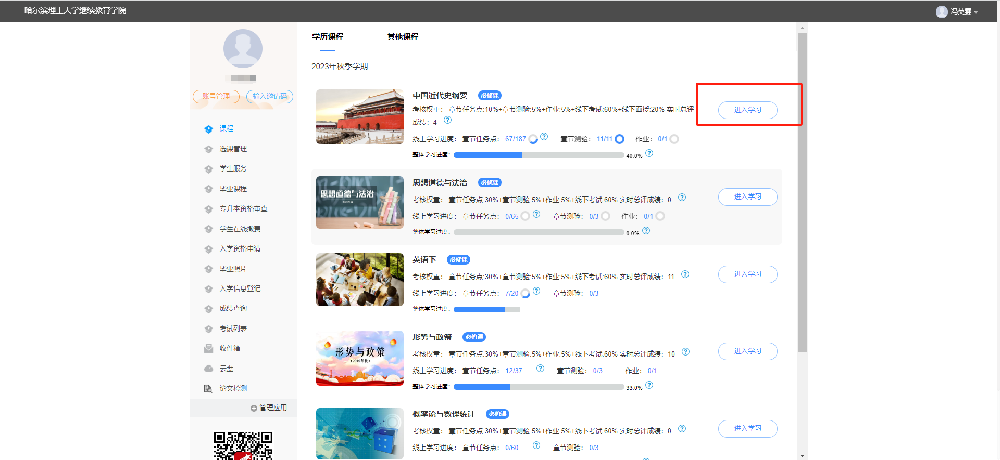 哈尔滨理工大学继续教育学院
冯英霖
账号管理
输入邀请码
课程
选课管理
学生服务
毕业课程
专升本资格审查
学生在线缴费
入学资格申请
毕业照片
入学信息登记
成绩查询
考试列表
收件箱
云盘
论文检测
管理应用
学历课程
其他课程
2023年秋季学期
中国近代史纲要 必修课
考核权重： 章节任务点:10%+章节测验:5%+作业:5%+线下考试:60%+线下面授:20% 实时总评
成绩：4
进入学习
线上学习进度： 章节任务点： 67/187 章节测验： 11/11 作业： 0/1
整体学习进度： 40.0%
思想道德与法治
2021年版
思想道德与法治 必修课
考核权重： 章节任务点:30%+章节测验:5%+作业:5%+线下考试:60% 实时总评成绩：0
进入学习
线上学习进度： 章节任务点： 0/65 章节测验： 0/3 作业： 0/1
整体学习进度： 0.0%
英语下 必修课
考核权重： 章节任务点:30%+章节测验:5%+作业:5%+线下考试:60% 实时总评成绩：11
进入学习
线上学习进度： 章节任务点： 7/20 章节测验： 0/3
整体学习进度：
形势与政策
(2019年秋)
形势与政策 必修课
考核权重： 章节任务点:30%+章节测验:5%+作业:5%+线下考试:60% 实时总评成绩：10
进入学习
线上学习进度： 章节任务点： 12/37 章节测验： 0/3 作业： 0/1
整体学习进度： 33.0%
概率论与数理统计 必修课
考核权重： 章节任务点:30%+章节测验:5%+作业:5%+线下考试:60% 实时总评成绩：0
进入学习
线上学习进度： 章节任务点： 0/60 章节测验： 0/3